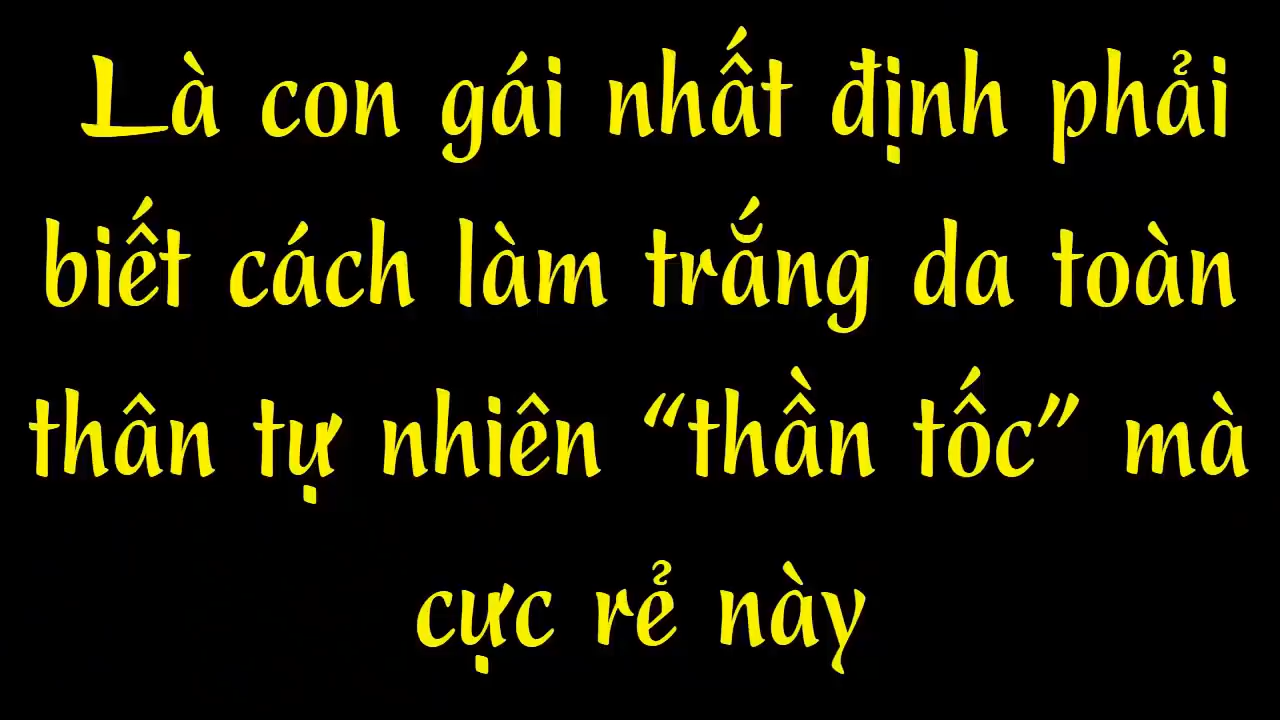 Là con gái nhất định phải
biết cách làm trắng da toàn
thân tự nhiên “thần tốc” mà
cực rẻ này